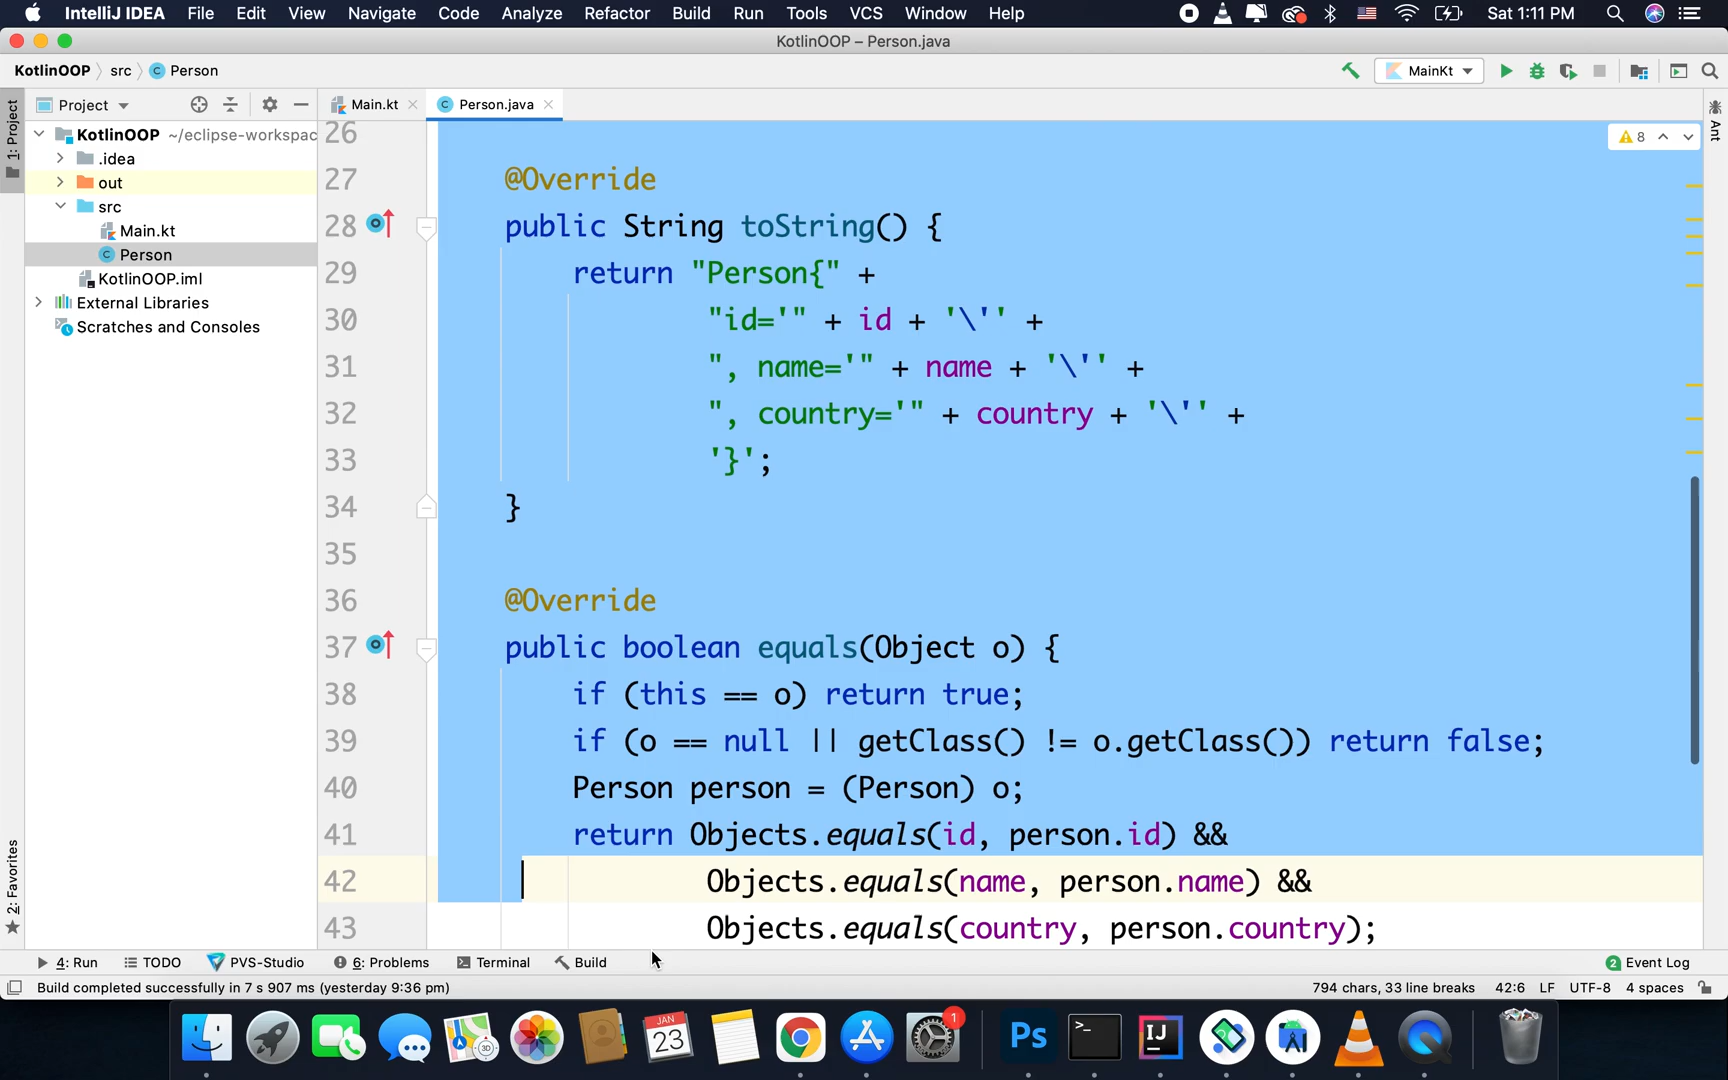 IntelliJ IDEA File Edit View Navigate Code Analyze Refactor Build Run Tools VCS Window Help Sat 1:11 PM
KotlinOOP – Person.java
KotlinOOP src C Person MainKt
1: Project Project Main.kt C Person.java Ant
KotlinOOP ~/eclipse-workspac
.idea
out
src
Main.kt
C Person
KotlinOOP.iml
External Libraries
Scratches and Consoles
8
26
27 @Override
28 public String toString() {
29 return "Person{" +
30 "id='" + id + '\'' +
31 ", name='" + name + '\'' +
32 ", country='" + country + '\'' +
33 '}';
34 }
35
36 @Override
37 public boolean equals(Object o) {
38 if (this == o) return true;
39 if (o == null || getClass() != o.getClass()) return false;
40 Person person = (Person) o;
41 return Objects.equals(id, person.id) &&
42 Objects.equals(name, person.name) &&
43 Objects.equals(country, person.country);
2: Favorites
4: Run TODO PVS-Studio 6: Problems Terminal Build 2 Event Log
Build completed successfully in 7 s 907 ms (yesterday 9:36 pm) 794 chars, 33 line breaks 42:6 LF UTF-8 4 spaces
JAN
23
3D
1
Ps
>_
IJ